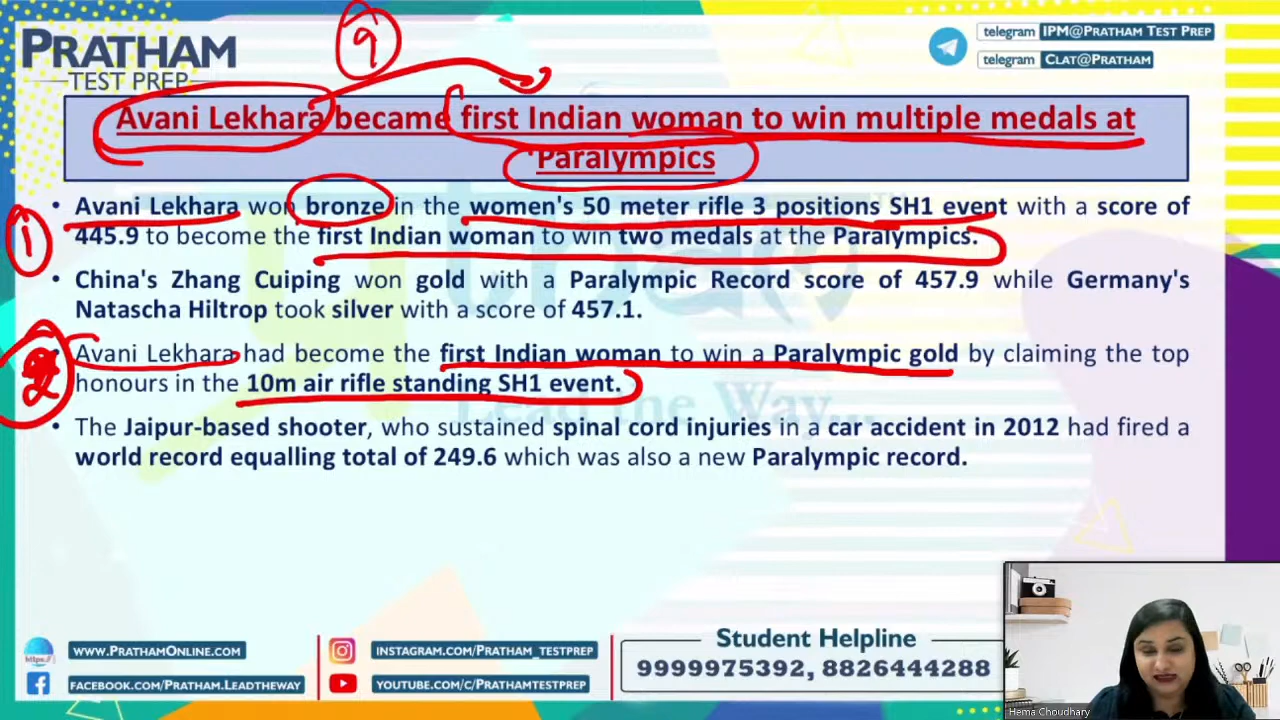 PRATHAM
TEST PREP
9
telegram IPM@PRATHAM TEST PREP
telegram CLAT@PRATHAM
Avani Lekhara became first Indian woman to win multiple medals at
Paralympics
1
• Avani Lekhara won bronze in the women's 50 meter rifle 3 positions SH1 event with a score of
445.9 to become the first Indian woman to win two medals at the Paralympics.
• China's Zhang Cuiping won gold with a Paralympic Record score of 457.9 while Germany's
Natascha Hiltrop took silver with a score of 457.1.
2
• Avani Lekhara had become the first Indian woman to win a Paralympic gold by claiming the top
honours in the 10m air rifle standing SH1 event.
Lead the Way...
• The Jaipur-based shooter, who sustained spinal cord injuries in a car accident in 2012 had fired a
world record equalling total of 249.6 which was also a new Paralympic record.
https://
WWW.PRATHAMONLINE.COM
FACEBOOK.COM/PRATHAM.LEADTHEWAY
INSTAGRAM.COM/PRATHAM_TESTPREP
YOUTUBE.COM/C/PRATHAMTESTPREP
Student Helpline
9999975392, 8826444288
Hema Choudhary